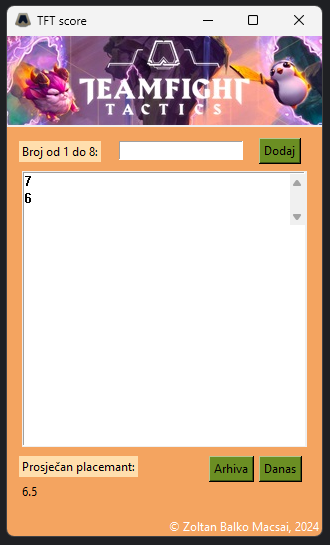 TFT score
TEAMFIGHT
TACTICS
Broj od 1 do 8:
Dodaj
7
6
Prosječan placemant:
Arhiva
Danas
6.5
© Zoltan Balko Macsai, 2024